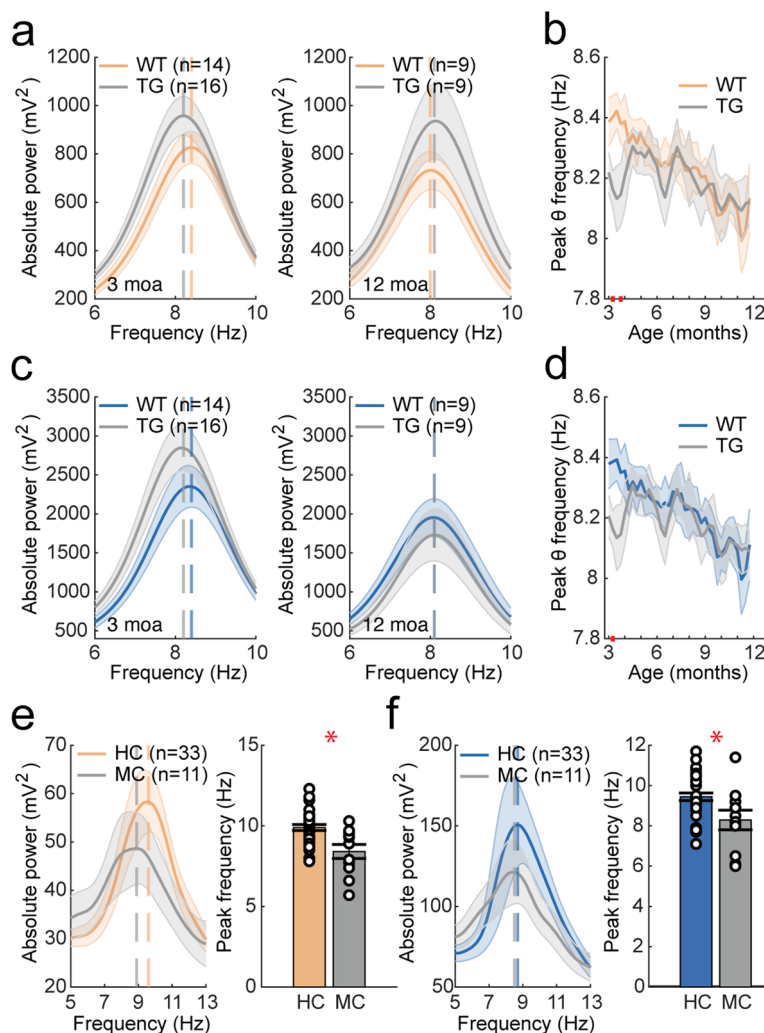 a
1200
1000
800
600
400
200
6
8
10
Absolute power (mV²)
Frequency (Hz)
WT (n=14)
TG (n=16)
3 moa
1200
1000
800
600
400
200
6
8
10
Absolute power (mV²)
Frequency (Hz)
WT (n=9)
TG (n=9)
12 moa
b
8.6
8.4
8.2
8
7.8
3
6
9
12
Peak θ frequency (Hz)
Age (months)
WT
TG
c
3500
3000
2500
2000
1500
1000
500
6
8
10
Absolute power (mV²)
Frequency (Hz)
WT (n=14)
TG (n=16)
3 moa
3500
3000
2500
2000
1500
1000
500
6
8
10
Absolute power (mV²)
Frequency (Hz)
WT (n=9)
TG (n=9)
12 moa
d
8.6
8.4
8.2
8
7.8
3
6
9
12
Peak θ frequency (Hz)
Age (months)
WT
TG
e
70
60
50
40
30
20
5
7
9
11
13
Absolute power (mV²)
Frequency (Hz)
HC (n=33)
MC (n=11)
15
10
5
0
Peak frequency (Hz)
*
HC
MC
f
200
150
100
50
5
7
9
11
13
Absolute power (mV²)
Frequency (Hz)
HC (n=33)
MC (n=11)
12
10
8
6
4
2
0
Peak frequency (Hz)
*
HC
MC